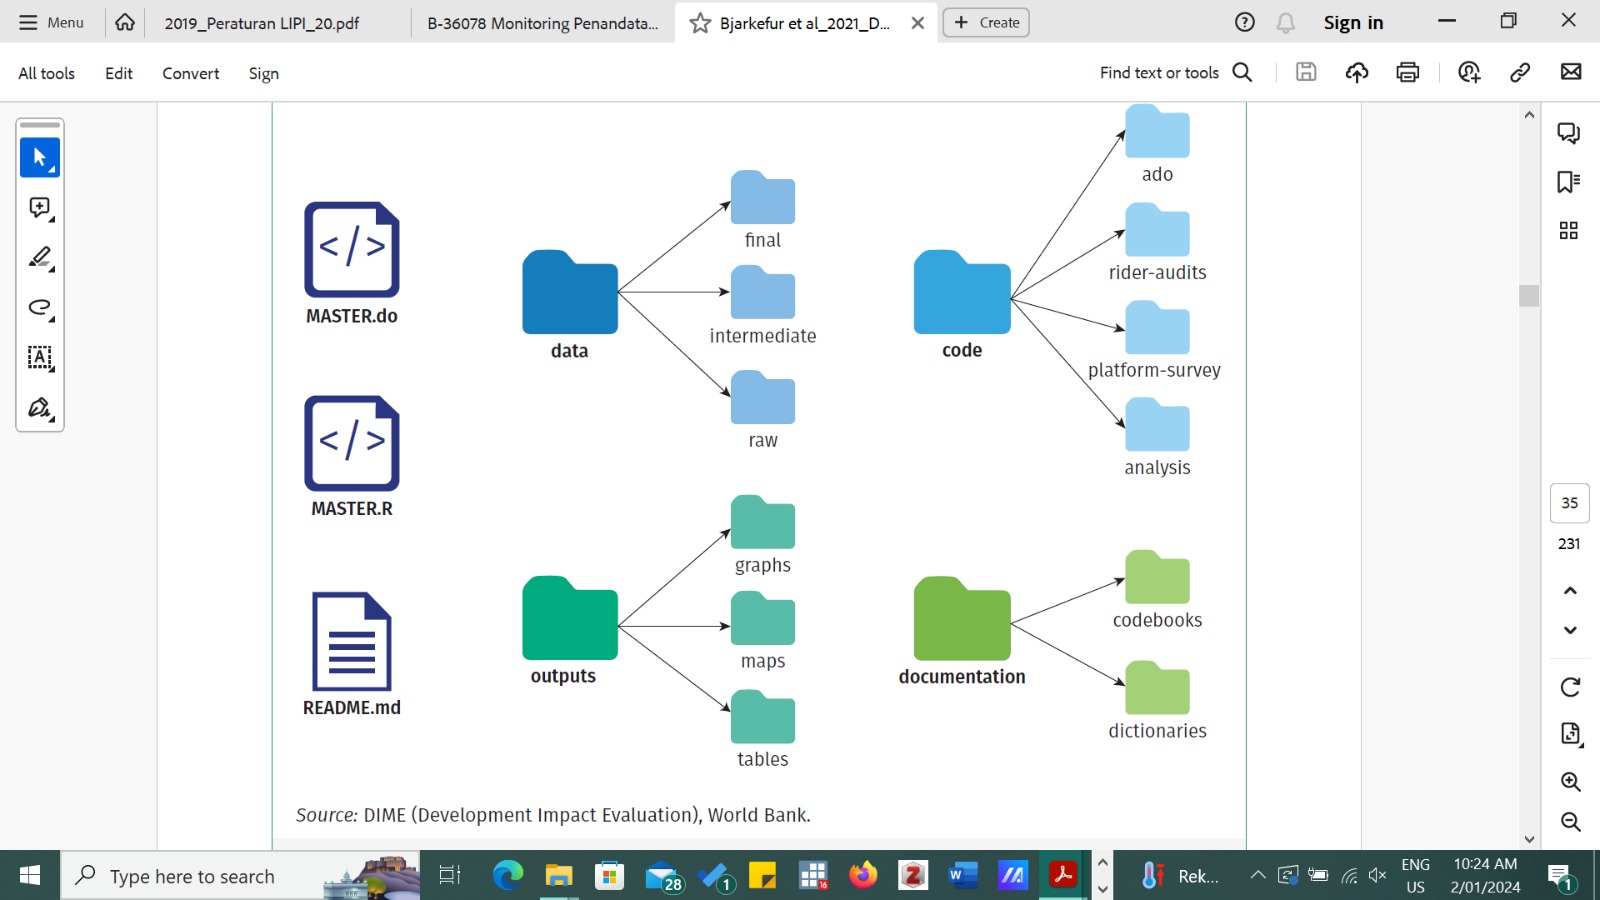 Menu
2019_Peraturan LIPI_20.pdf
B-36078 Monitoring Penandata...
Bjarkefur et al_2021_D...
Create
Sign in
All tools
Edit
Convert
Sign
Find text or tools
</>
MASTER.do
data
final
intermediate
raw
code
ado
rider-audits
platform-survey
analysis
</>
MASTER.R
README.md
outputs
graphs
maps
tables
documentation
codebooks
dictionaries
Source: DIME (Development Impact Evaluation), World Bank.
35
231
Type here to search
28
1
16
Z
W
Rek...
ENG
US
10:24 AM
2/01/2024
1